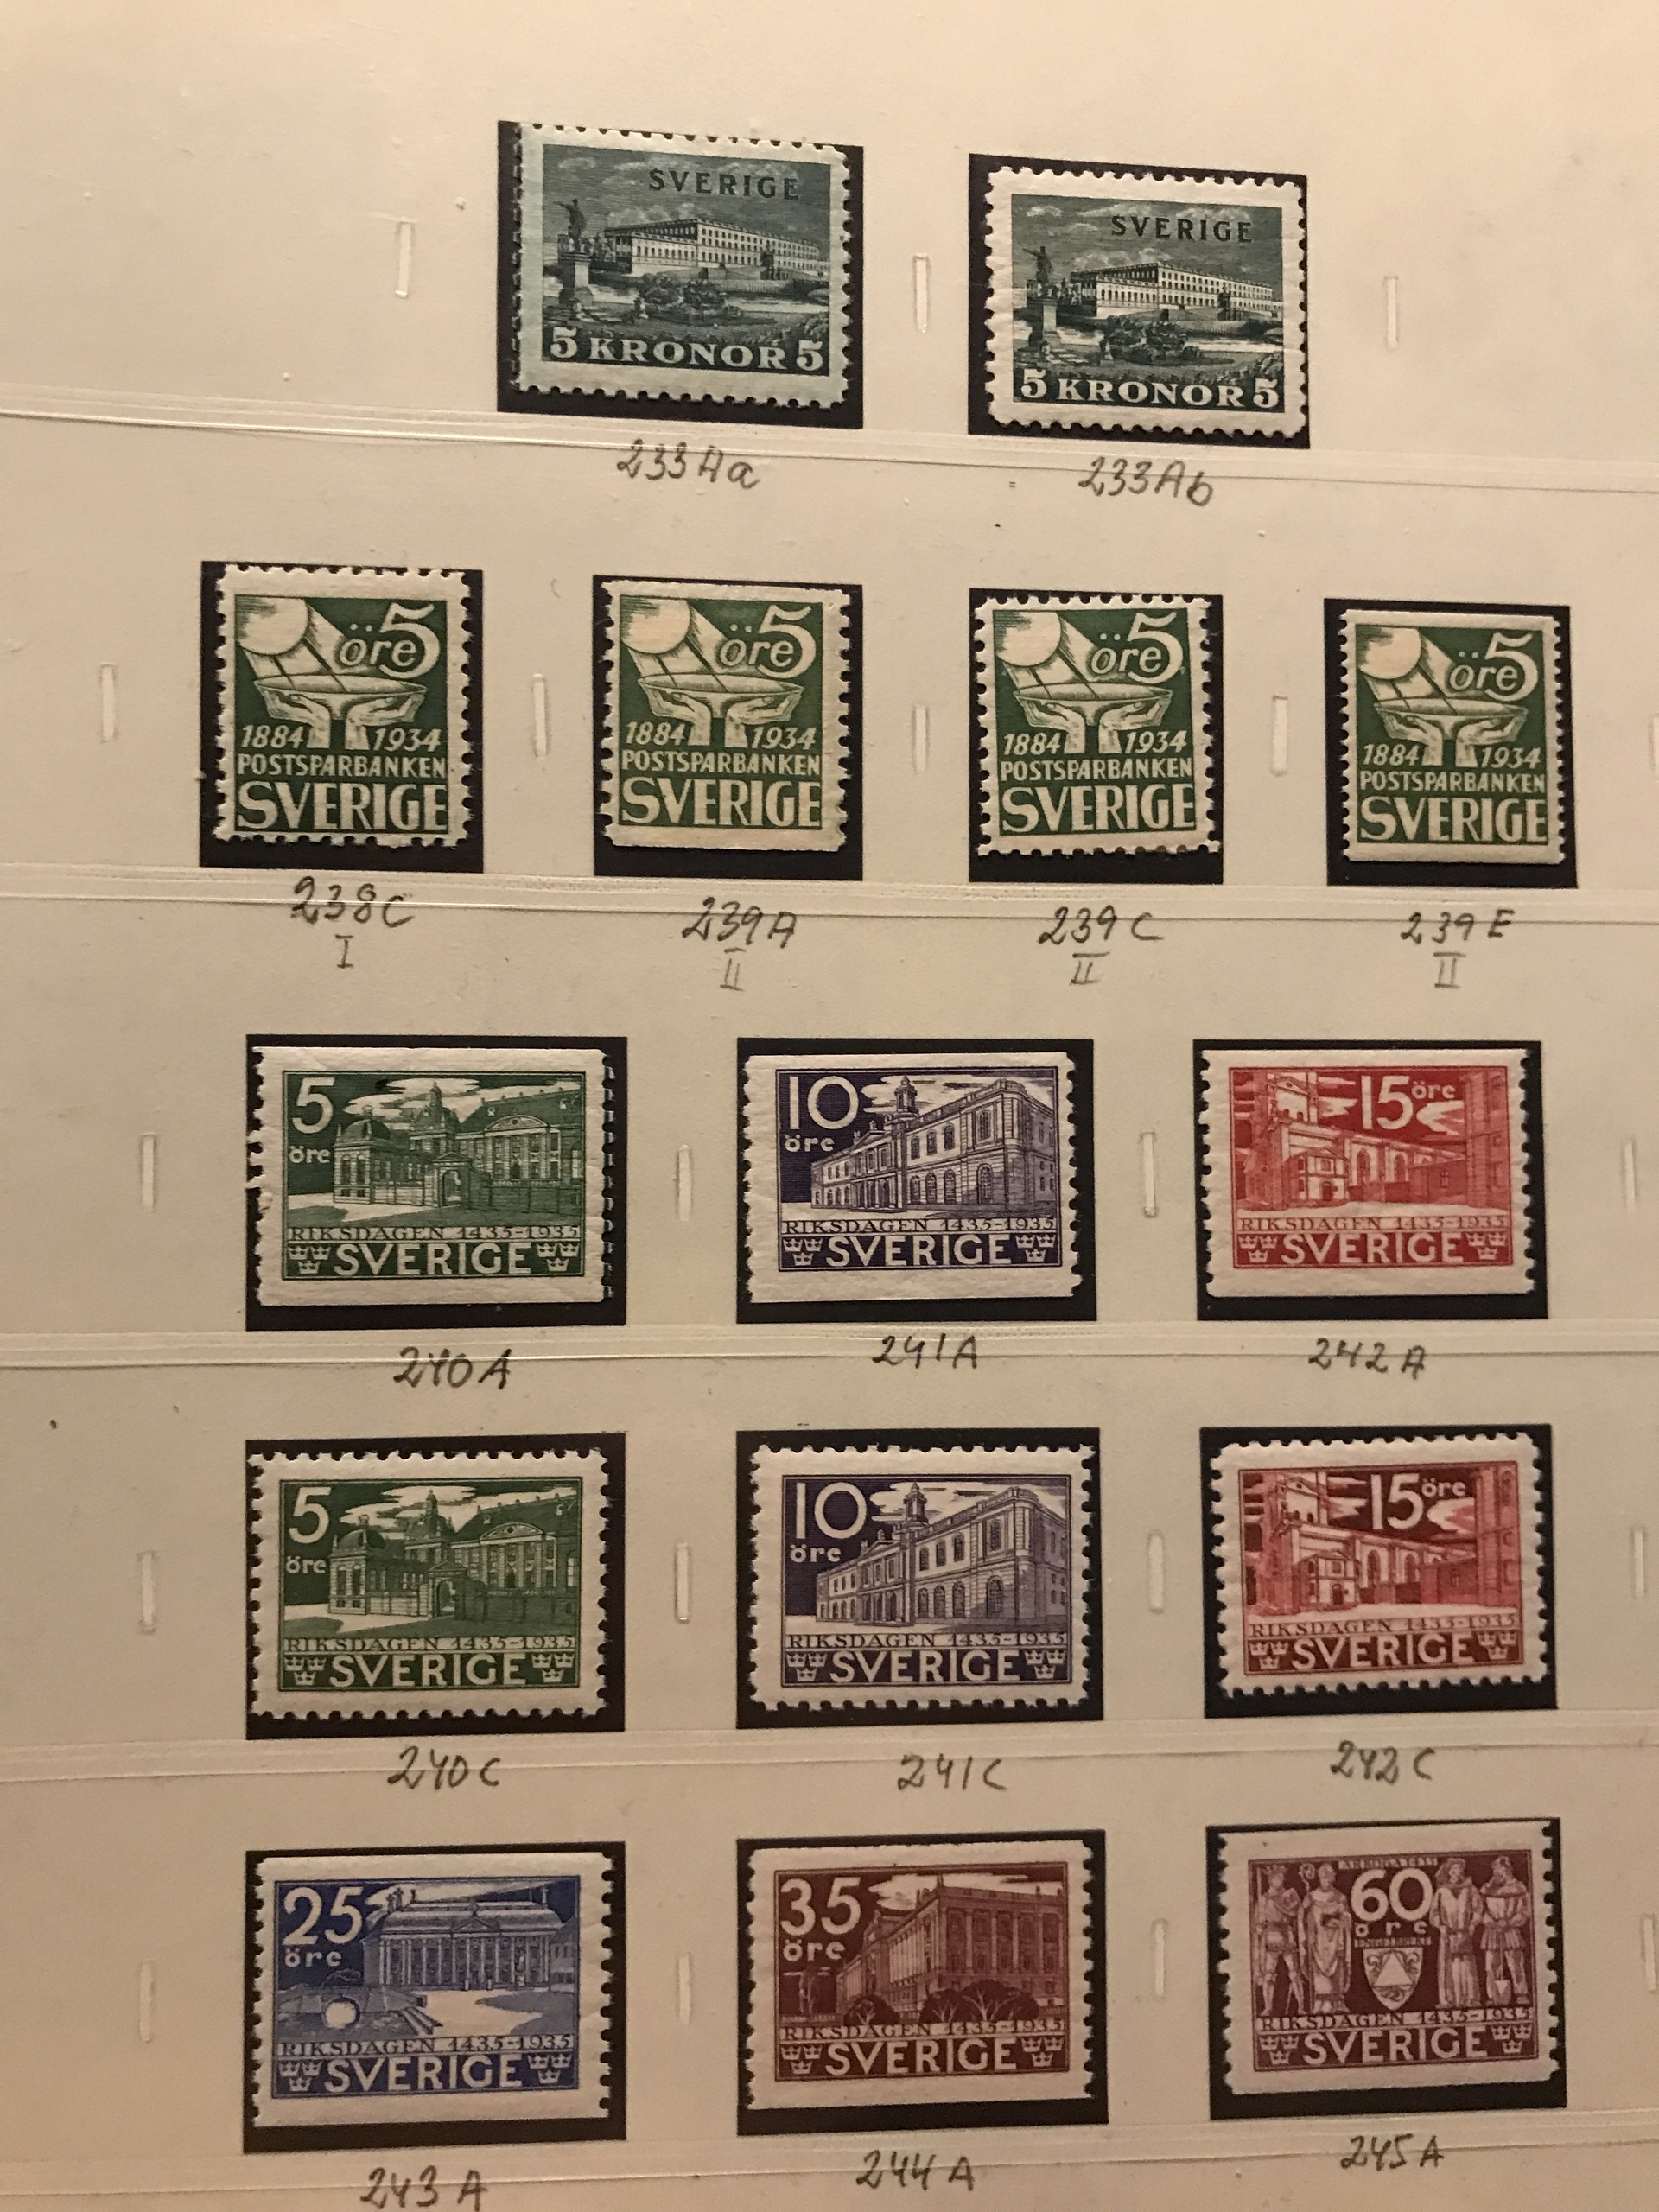 SVERIGE
5 KRONOR 5
SVERIGE
5 KRONOR 5
233Aa
233Ab
öre 5
1884 1934
POSTSPARBANKEN
SVERIGE
öre 5
1884 1934
POSTSPARBANKEN
SVERIGE
öre 5
1884 1934
POSTSPARBANKEN
SVERIGE
öre 5
1884 1934
POSTSPARBANKEN
SVERIGE
238C
I
239A
II
239C
II
239E
II
5
öre
RIKSDAGEN 1435-1935
SVERIGE
10
öre
RIKSDAGEN 1435-1935
SVERIGE
15 öre
RIKSDAGEN 1435-1935
SVERIGE
240A
241A
242A
5
öre
RIKSDAGEN 1435-1935
SVERIGE
10
öre
RIKSDAGEN 1435-1935
SVERIGE
15 öre
RIKSDAGEN 1435-1935
SVERIGE
240C
241C
242C
25
öre
RIKSDAGEN 1435-1935
SVERIGE
35
öre
RIKSDAGEN 1435-1935
SVERIGE
ARBOGA 1435
60
öre
ENGELBREKT
RIKSDAGEN 1435-1935
SVERIGE
243A
244A
245A